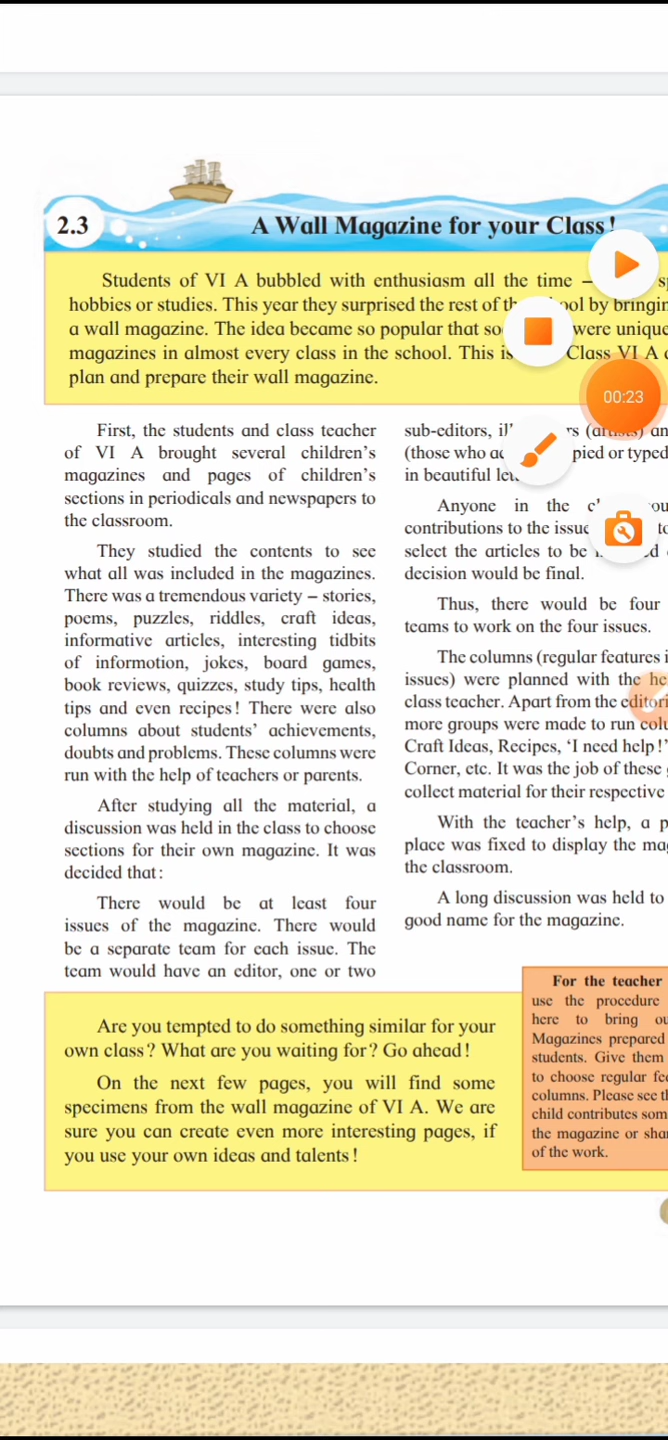 2.3 A Wall Magazine for your Class!
Students of VI A bubbled with enthusiasm all the time –
hobbies or studies. This year they surprised the rest of
a wall magazine. The idea became so popular that so were
magazines in almost every class in the school. This is Class VI A
plan and prepare their wall magazine.
00:23
First, the students and class teacher
of VI A brought several children's
magazines and pages of children's
sections in periodicals and newspapers to
the classroom.
They studied the contents to see
what all was included in the magazines.
There was a tremendous variety – stories,
poems, puzzles, riddles, craft ideas,
informative articles, interesting tidbits
of informotion, jokes, board games,
book reviews, quizzes, study tips, health
tips and even recipes! There were also
columns about students' achievements,
doubts and problems. These columns were
run with the help of teachers or parents.
After studying all the material, a
discussion was held in the class to choose
sections for their own magazine. It was
decided that:
There would be at least four
issues of the magazine. There would
be a separate team for each issue. The
team would have an editor, one or two
sub-editors,
(those who or typed
in beautiful
Anyone in the
contributions to the issue
select the articles to be
decision would be final.
Thus, there would be four
teams to work on the four issues.
The columns (regular features
issues) were planned with the
class teacher. Apart from the
more groups were made to run
Craft Ideas, Recipes, 'I need help!'
Corner, etc. It was the job of these
collect material for their respective
With the teacher's help, a
place was fixed to display the
the classroom.
A long discussion was held to
good name for the magazine.
Are you tempted to do something similar for your
own class? What are you waiting for? Go ahead!
On the next few pages, you will find some
specimens from the wall magazine of VI A. We are
sure you can create even more interesting pages, if
you use your own ideas and talents!
For the teacher
use the procedure
here to bring
Magazines prepared
students. Give them
to choose regular
columns. Please see
child contributes
the magazine or
of the work.